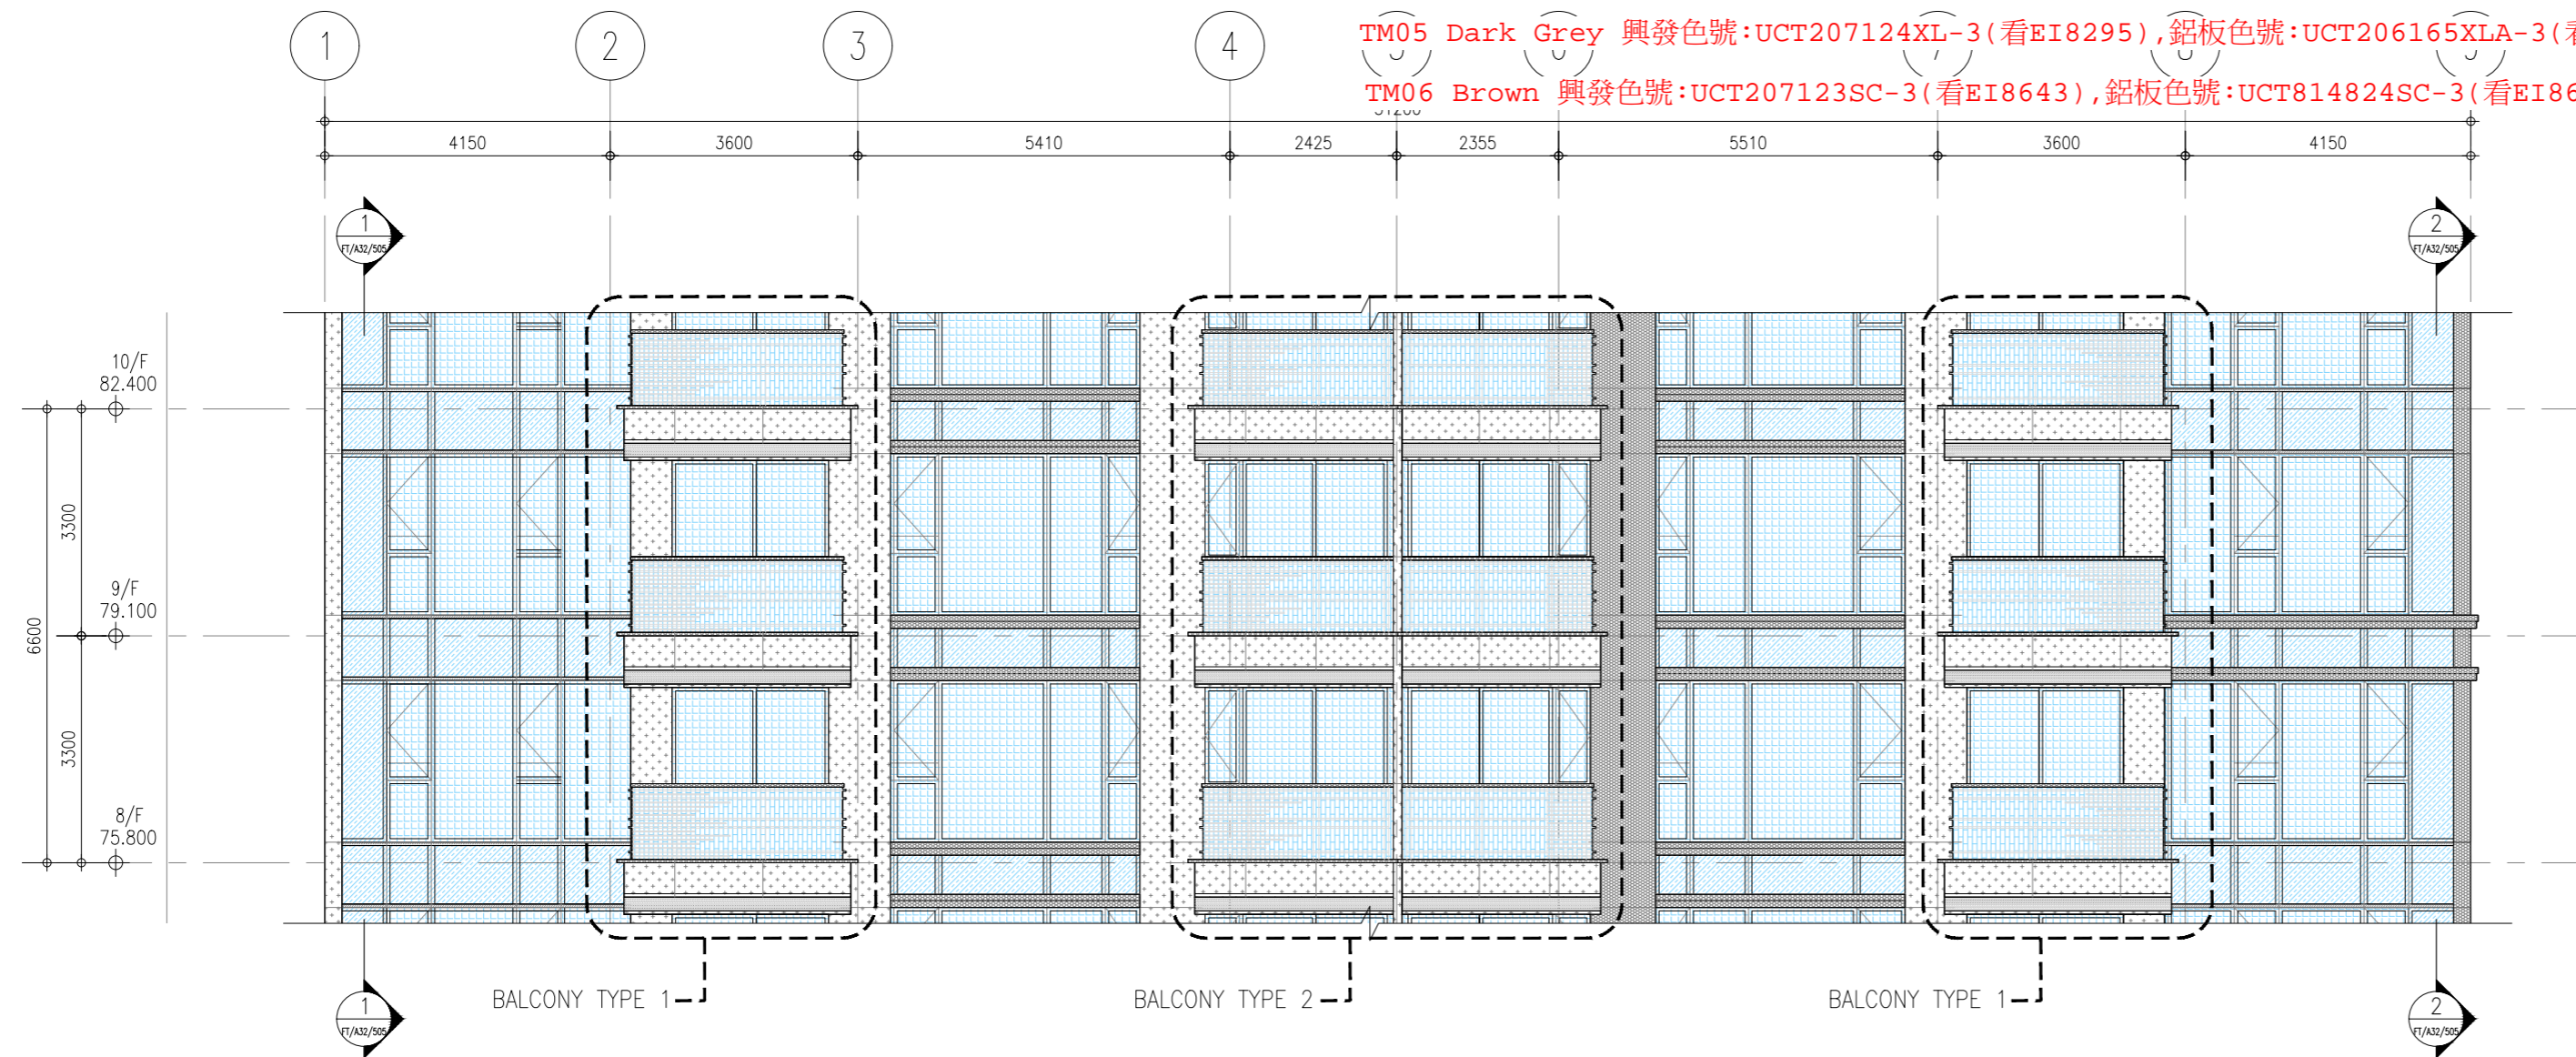 TM05 Dark Grey 興發色號:UCT207124XL-3(看EI8295),鋁板色號:UCT206165XLA-3(看
TM06 Brown 興發色號:UCT207123SC-3(看EI8643),鋁板色號:UCT814824SC-3(看EI86
1 2 3 4
4150 3600 5410 2425 2355 5510 3600 4150
1
FT/A32/505
2
FT/A32/505
10/F
82.400
3300
9/F
79.100
6600
3300
8/F
75.800
BALCONY TYPE 1
BALCONY TYPE 2
BALCONY TYPE 1
1
FT/A32/505
2
FT/A32/505